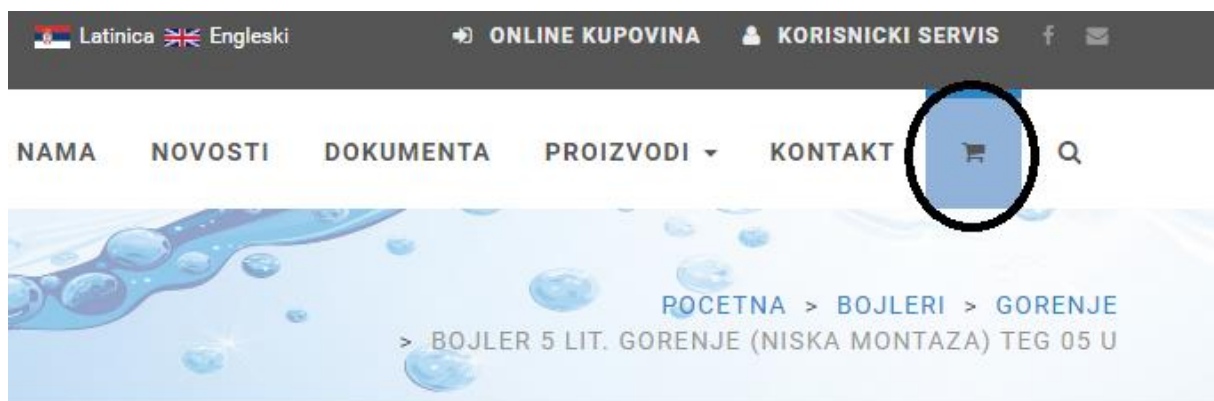 Latinica Engleski ONLINE KUPOVINA KORISNICKI SERVIS f
NAMA NOVOSTI DOKUMENTA PROIZVODI KONTAKT
POCETNA > BOJLERI > GORENJE
> BOJLER 5 LIT. GORENJE (NISKA MONTAZA) TEG 05 U